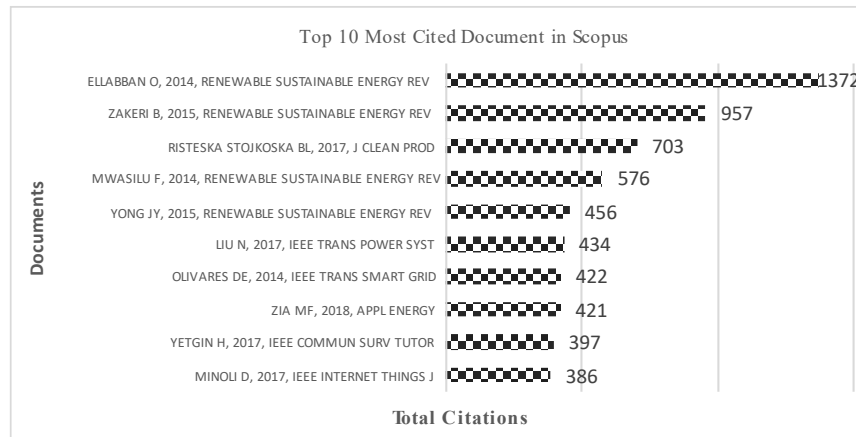 Top 10 Most Cited Document in Scopus
ELLABBAN O, 2014, RENEWABLE SUSTAINABLE ENERGY REV 1372
ZAKERI B, 2015, RENEWABLE SUSTAINABLE ENERGY REV 957
RISTESKA STOJKOSKA BL, 2017, J CLEAN PROD 703
MWASILU F, 2014, RENEWABLE SUSTAINABLE ENERGY REV 576
YONG JY, 2015, RENEWABLE SUSTAINABLE ENERGY REV 456
LIU N, 2017, IEEE TRANS POWER SYST 434
OLIVARES DE, 2014, IEEE TRANS SMART GRID 422
ZIA MF, 2018, APPL ENERGY 421
YETGIN H, 2017, IEEE COMMUN SURV TUTOR 397
MINOLI D, 2017, IEEE INTERNET THINGS J 386
Documents
Total Citations